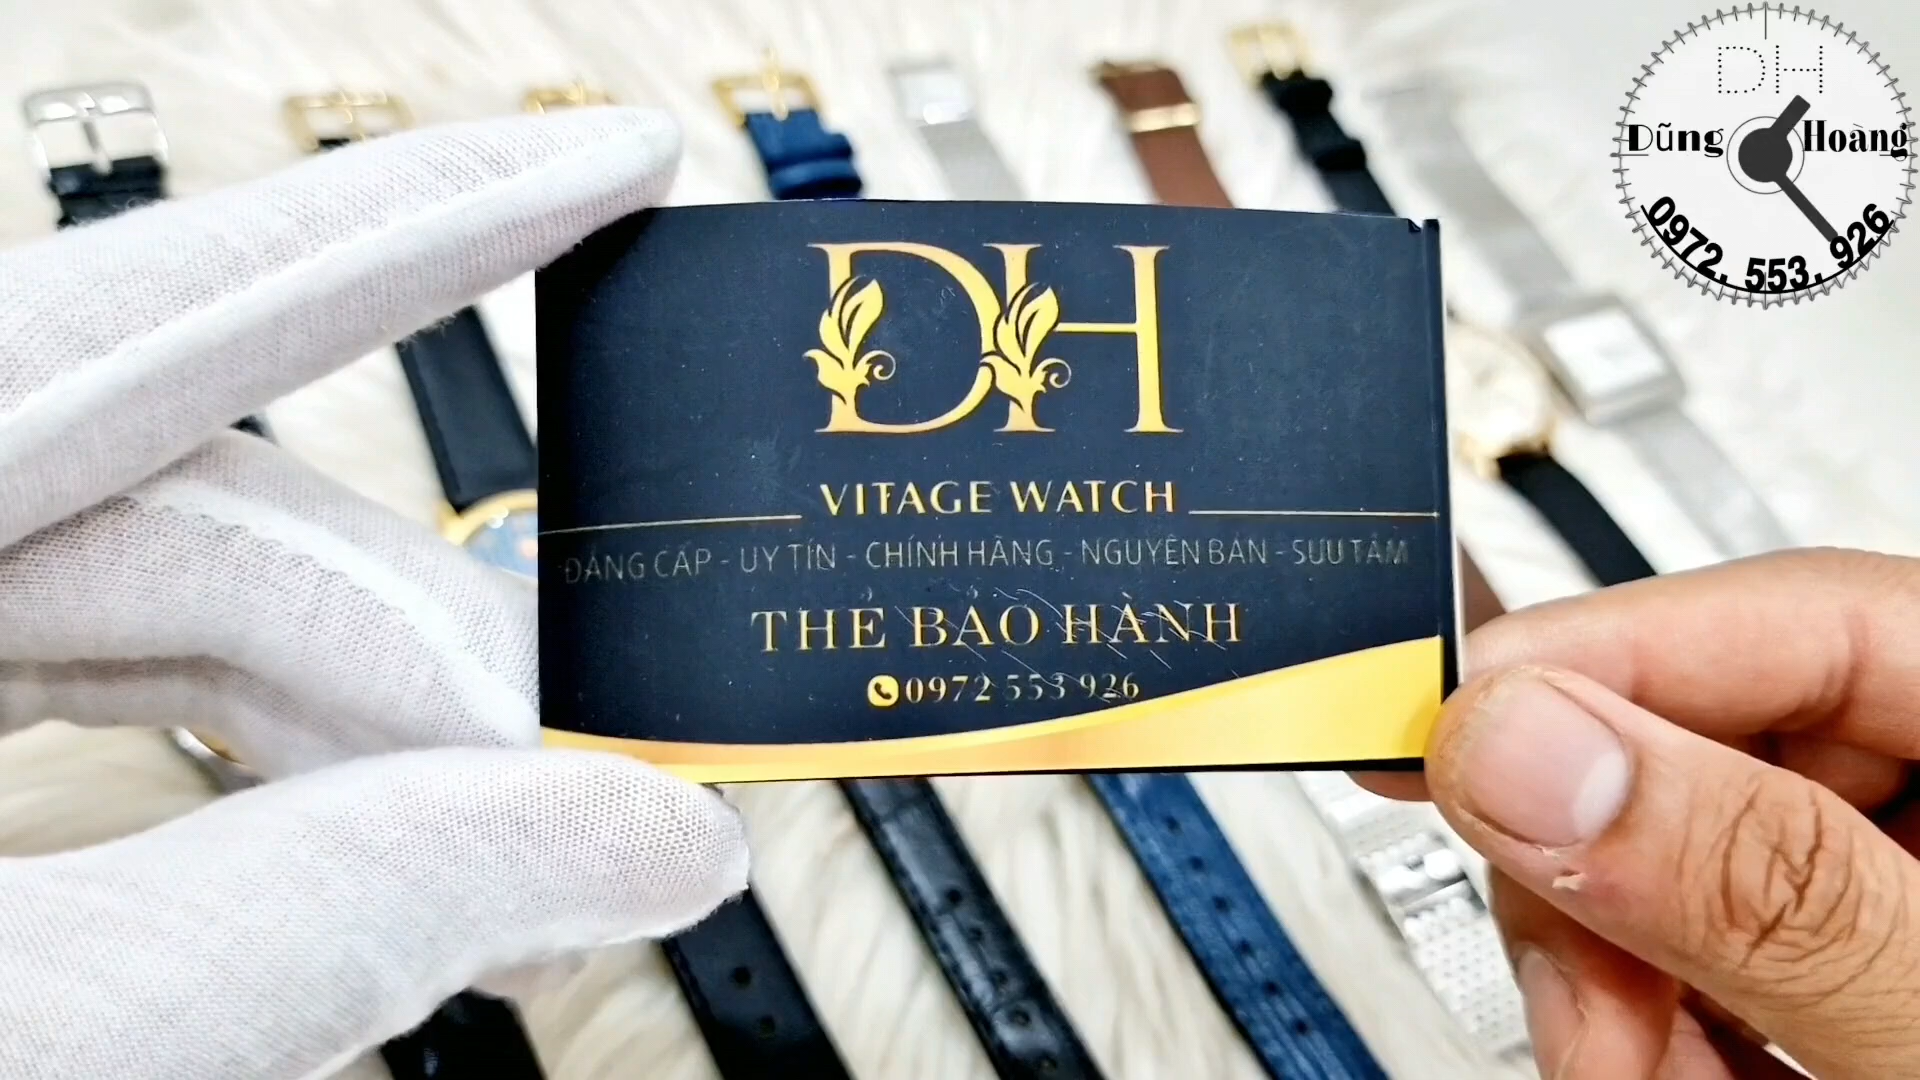 DH
Dũng Hoàng
0972. 553. 926
DH
VITAGE WATCH
ĐẲNG CẤP - UY TÍN - CHÍNH HÃNG - NGUYÊN BẢN - SƯU TẦM
THẺ BẢO HÀNH
0972 553 926